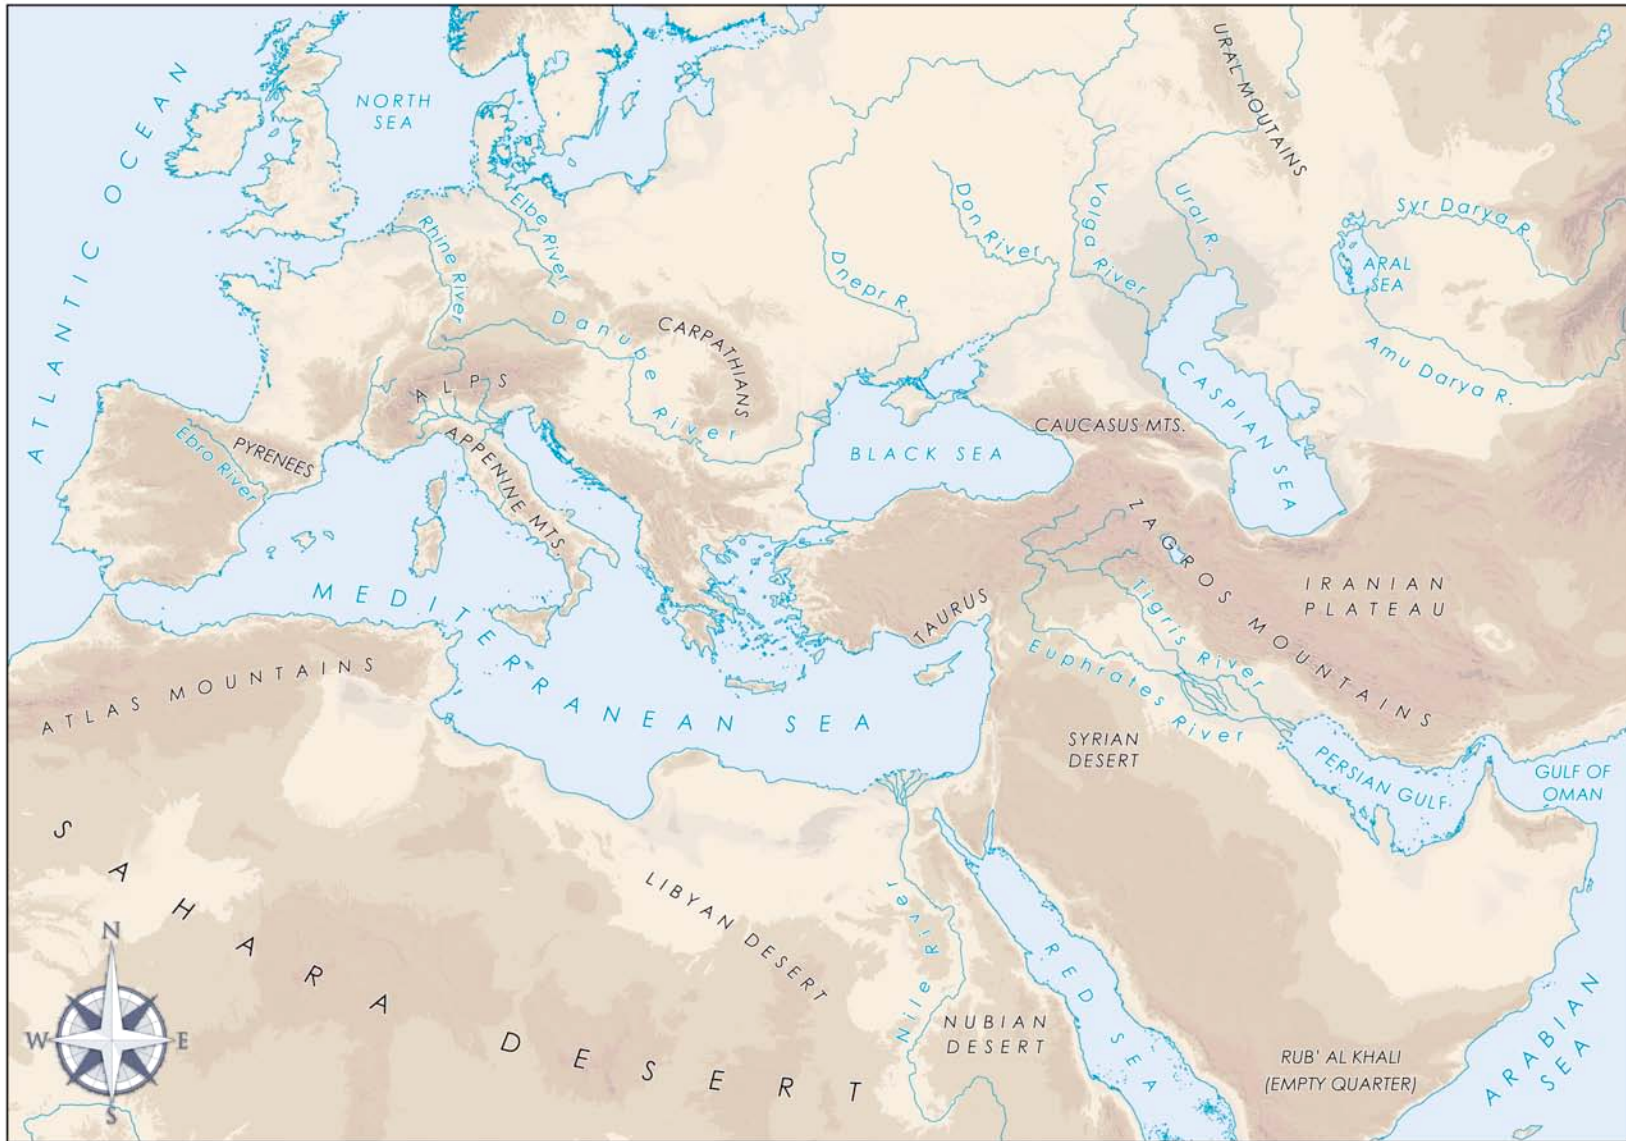 ATLANTIC OCEAN
NORTH
SEA
URAL MOUTAINS
Rhine River
Elbe River
Dnepr R.
Don River
Volga River
Ural R.
Syr Darya R.
ARAL
SEA
Amu Darya R.
Danube River
CARPATHIANS
ALPS
CASPIAN SEA
CAUCASUS MTS.
BLACK SEA
Ebro River
PYRENEES
APPENINE MTS.
MEDITERRANEAN SEA
TAURUS
ZAGROS MOUNTAINS
IRANIAN
PLATEAU
Tigris River
Euphrates River
ATLAS MOUNTAINS
SYRIAN
DESERT
PERSIAN GULF
GULF OF
OMAN
SAHARA DESERT
LIBYAN DESERT
Nile River
RED SEA
NUBIAN
DESERT
RUB' AL KHALI
(EMPTY QUARTER)
ARABIAN
SEA
N
W
E
S